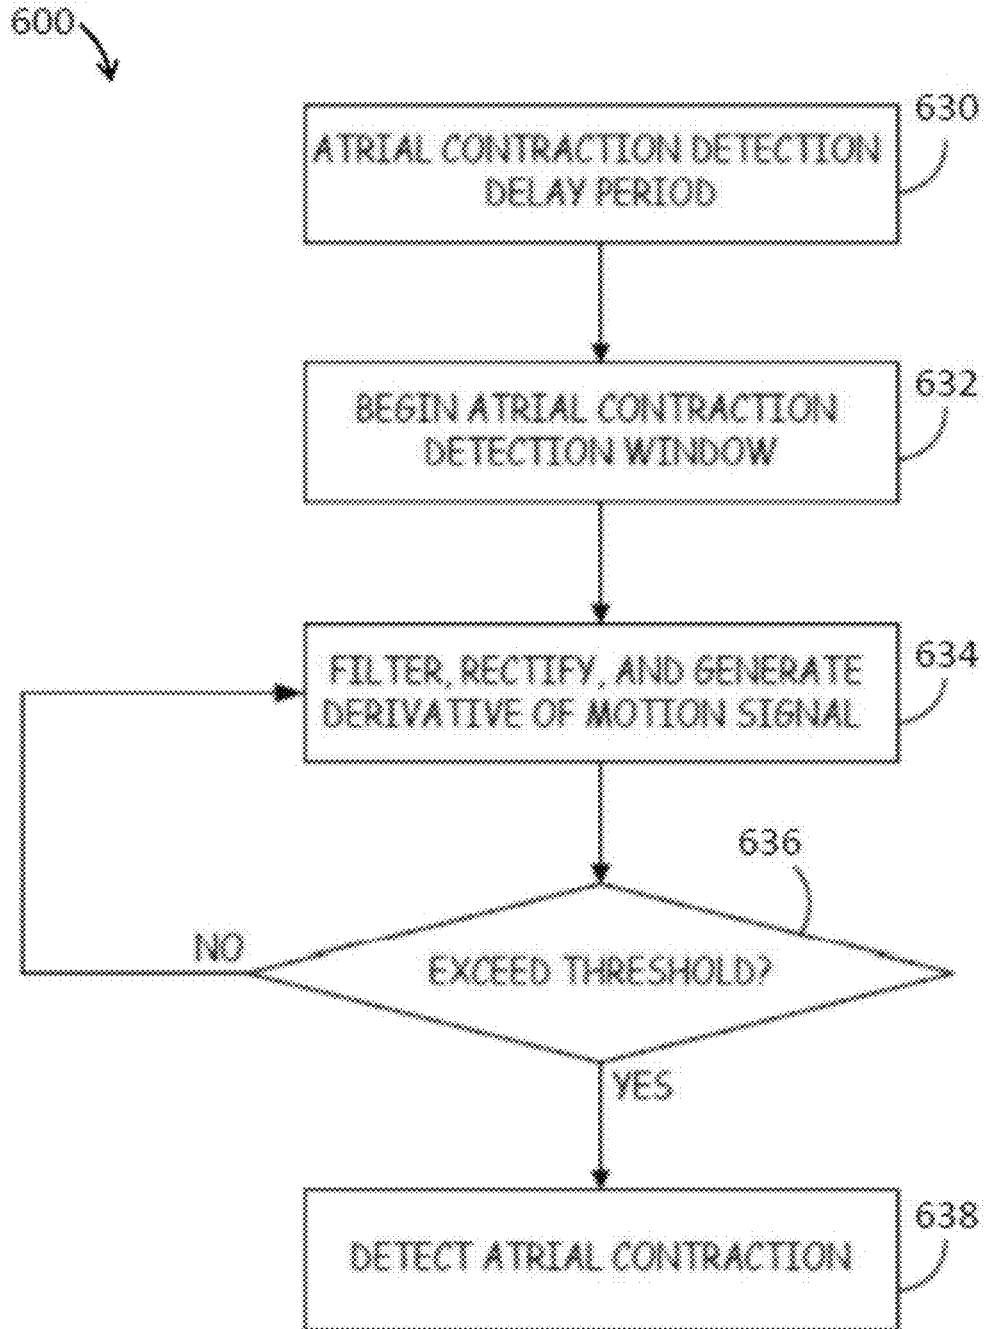 600
630
ATRIAL CONTRACTION DETECTION
DELAY PERIOD
632
BEGIN ATRIAL CONTRACTION
DETECTION WINDOW
634
FILTER, RECTIFY, AND GENERATE
DERIVATIVE OF MOTION SIGNAL
636
NO
EXCEED THRESHOLD?
YES
638
DETECT ATRIAL CONTRACTION